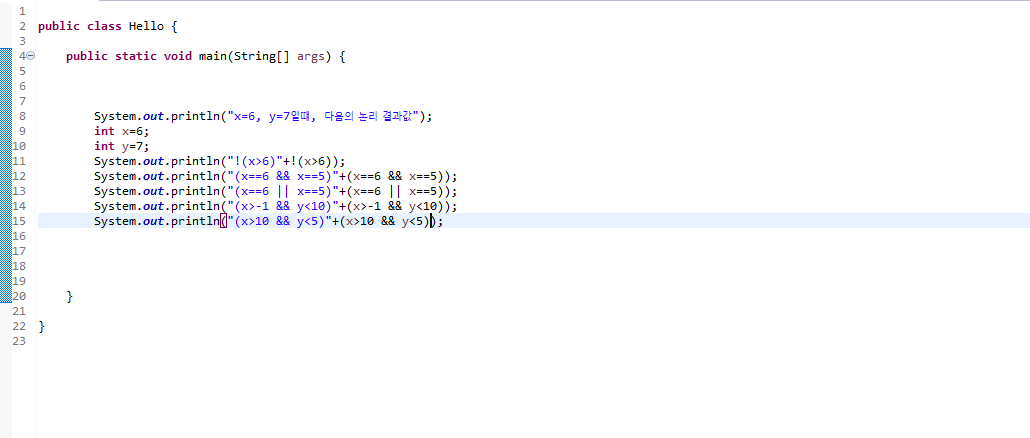 1
2 public class Hello {
3
4 public static void main(String[] args) {
5
6
7
8 System.out.println("x=6, y=7일때, 다음의 논리 결과값");
9 int x=6;
10 int y=7;
11 System.out.println("!(x>6)"+!(x>6));
12 System.out.println("(x==6 && x==5)"+(x==6 && x==5));
13 System.out.println("(x==6 || x==5)"+(x==6 || x==5));
14 System.out.println("(x>-1 && y<10)"+(x>-1 && y<10));
15 System.out.println("(x>10 && y<5)"+(x>10 && y<5));
16
17
18
19
20 }
21
22 }
23